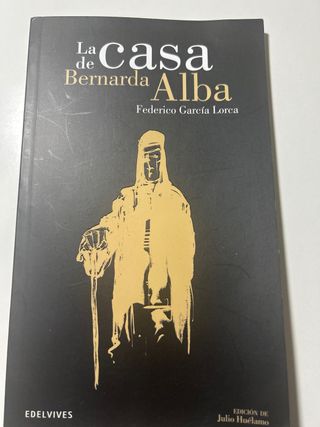 La casa
de
Bernarda Alba
Federico García Lorca
EDICIÓN DE
Julio Huélamo
EDELVIVES